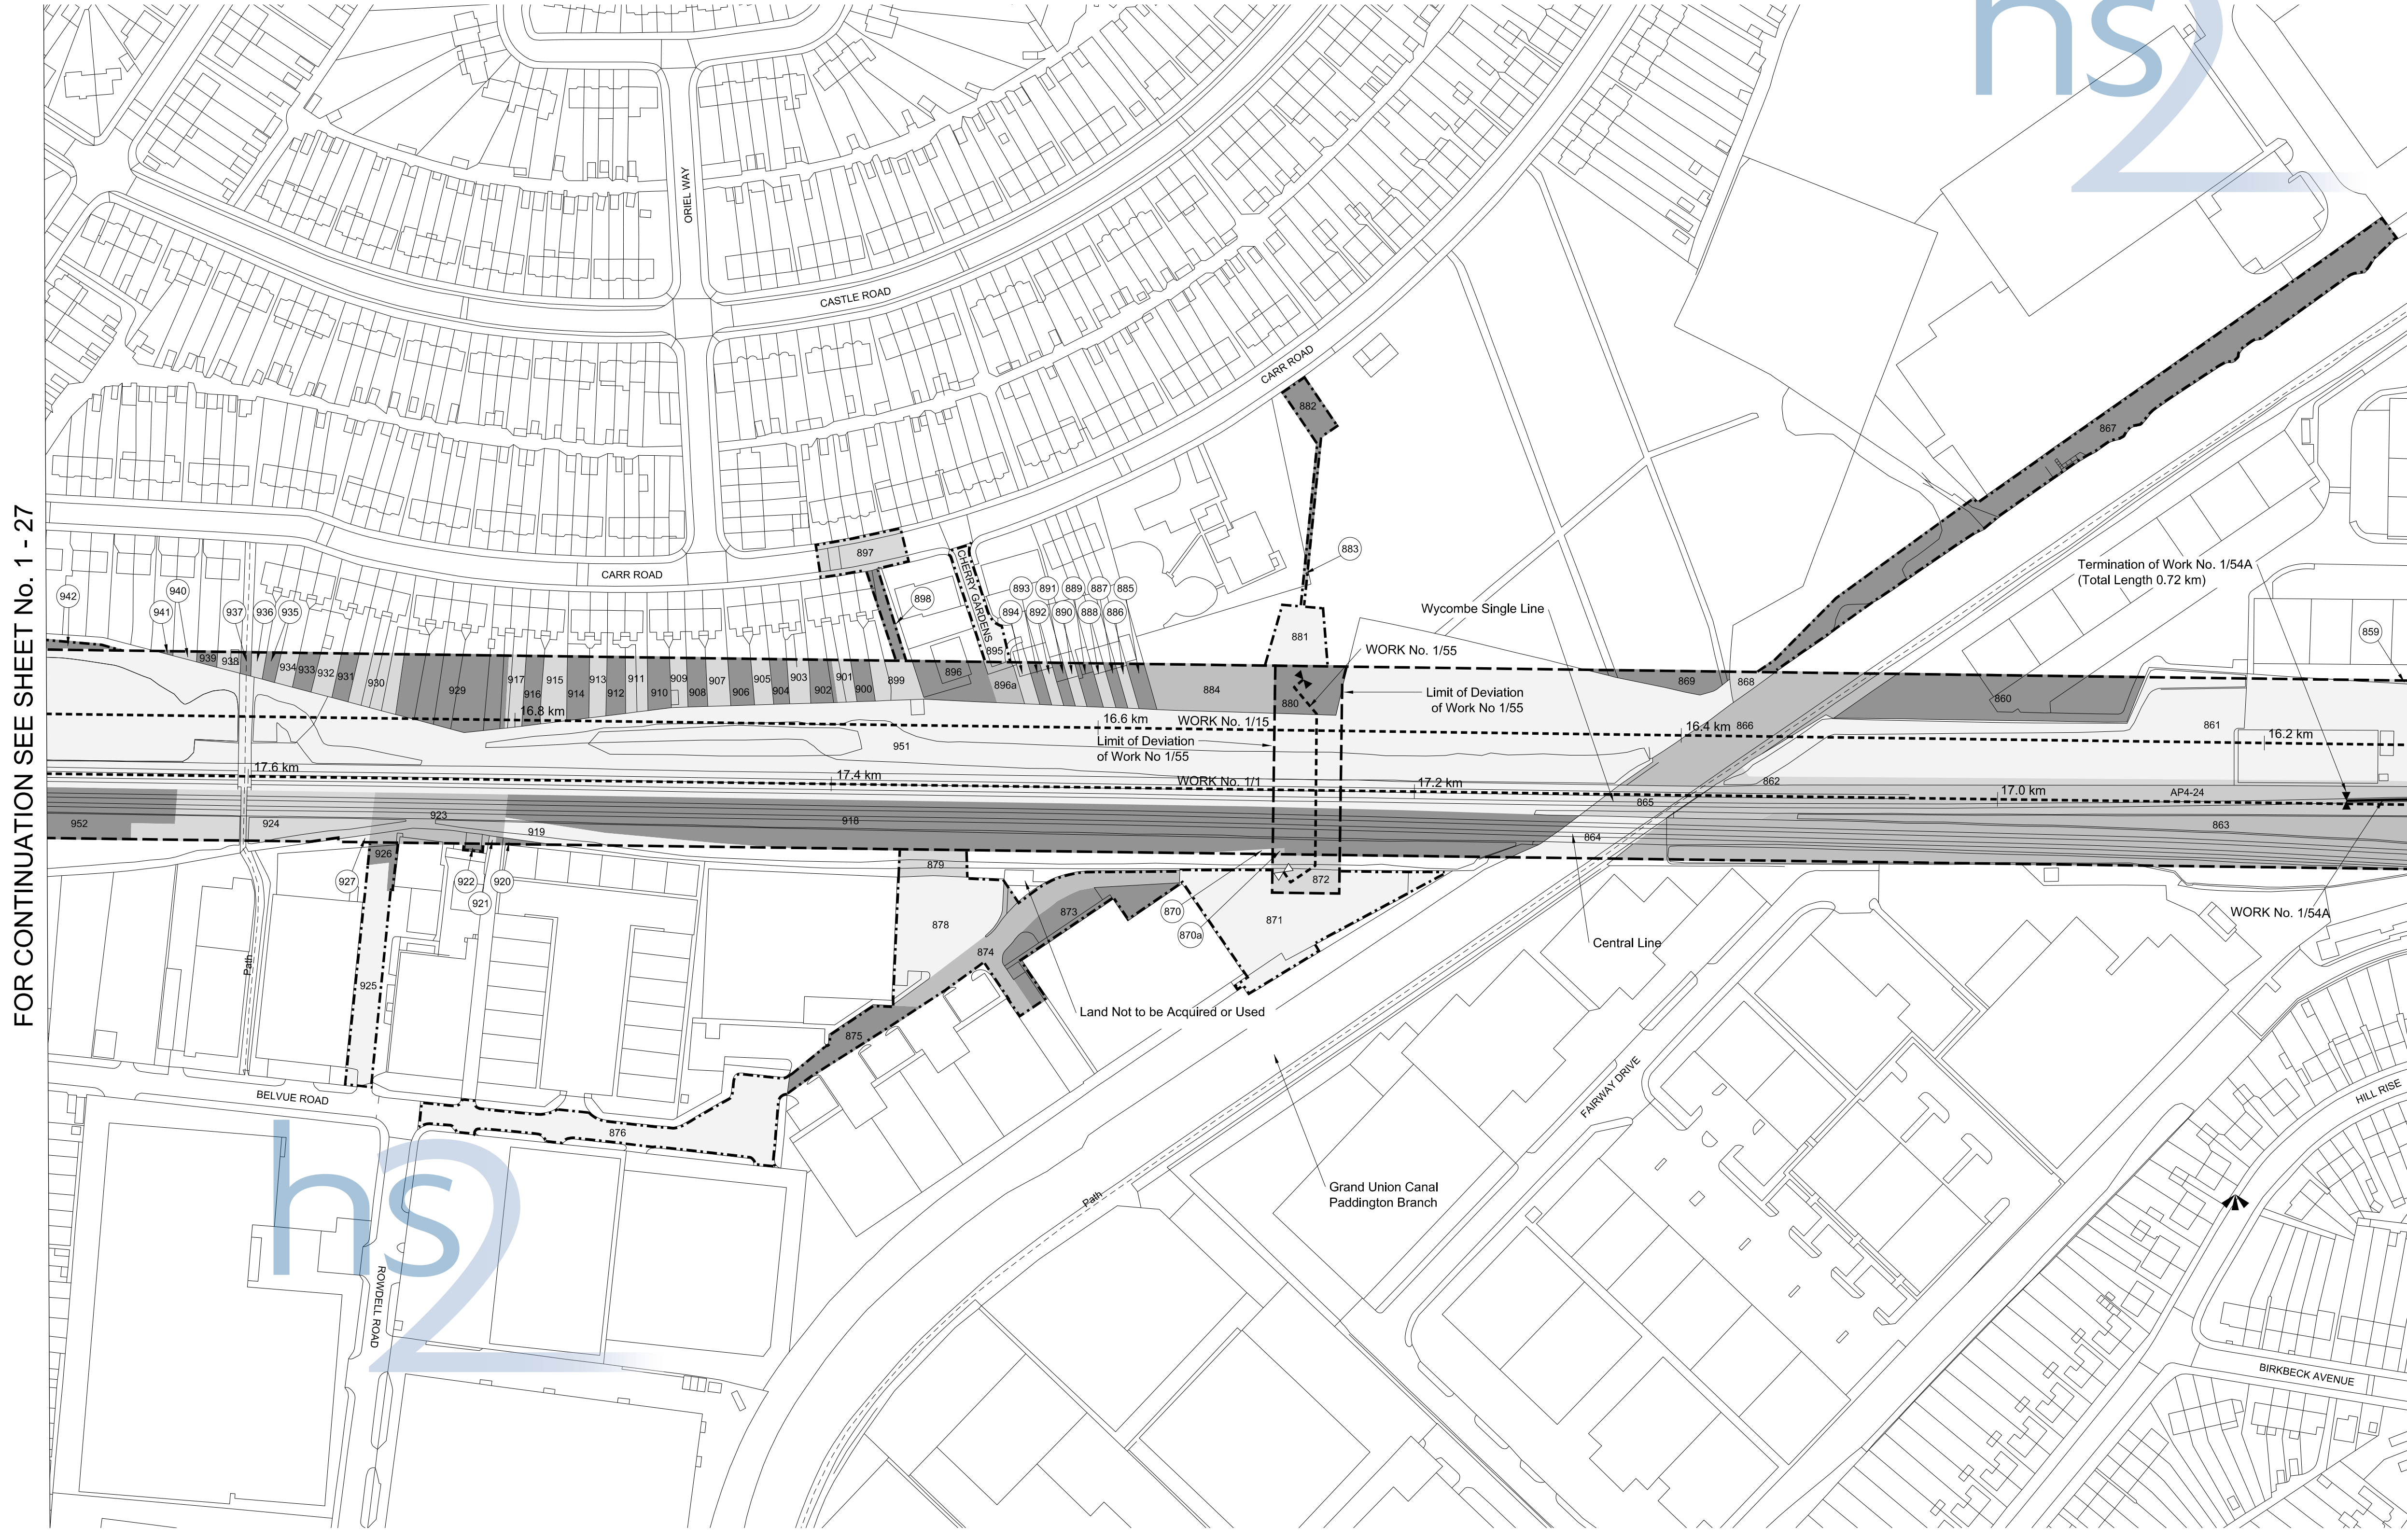 hs2
FOR CONTINUATION SEE SHEET No. 1 - 27
ORIEL WAY
CASTLE ROAD
CARR ROAD
882
867
883
897
CARR ROAD
CHERRY GARDENS
Termination of Work No. 1/54A
(Total Length 0.72 km)
942
941
940
937
936
935
898
893
891
889
887
885
894
892
890
888
886
Wycombe Single Line
859
881
WORK No. 1/55
895
939
938
934
933
932
931
930
929
917
916
915
914
913
912
911
910
909
908
907
906
905
904
903
902
901
900
899
896
896a
884
880
Limit of Deviation
of Work No 1/55
869
868
860
16.8 km
16.6 km
WORK No. 1/15
16.4 km
866
861
16.2 km
951
Limit of Deviation
of Work No 1/55
17.6 km
17.4 km
WORK No. 1/1
17.2 km
862
17.0 km
AP4-24
865
952
924
923
919
918
864
863
926
927
922
921
920
879
872
870
870a
871
873
878
874
WORK No. 1/54A
Central Line
925
Path
Land Not to be Acquired or Used
875
BELVUE ROAD
876
FAIRWAY DRIVE
HILL RISE
hs2
Path
Grand Union Canal
Paddington Branch
ROWDELL ROAD
BIRKBECK AVENUE